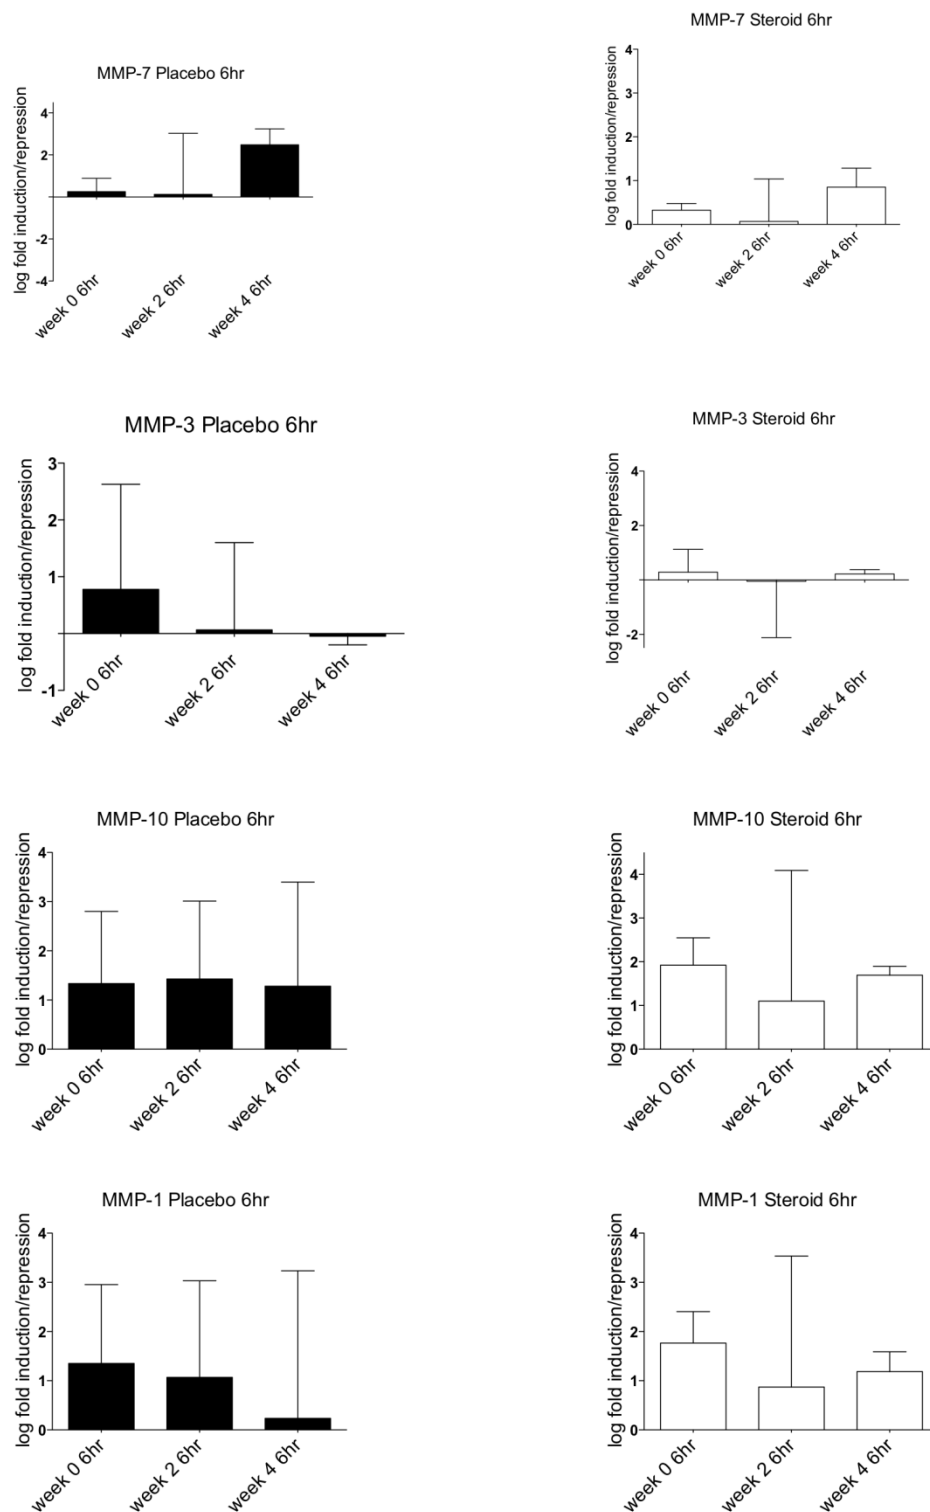 MMP-7 Placebo 6hr
log fold induction/repression
4
2
-2
-4
week 0 6hr
week 2 6hr
week 4 6hr
MMP-7 Steroid 6hr
log fold induction/repression
4
3
2
1
0
week 0 6hr
week 2 6hr
week 4 6hr
MMP-3 Placebo 6hr
log fold induction/repression
3
2
1
-1
week 0 6hr
week 2 6hr
week 4 6hr
MMP-3 Steroid 6hr
log fold induction/repression
4
2
-2
week 0 6hr
week 2 6hr
week 4 6hr
MMP-10 Placebo 6hr
log fold induction/repression
4
3
2
1
0
week 0 6hr
week 2 6hr
week 4 6hr
MMP-10 Steroid 6hr
log fold induction/repression
4
3
2
1
0
week 0 6hr
week 2 6hr
week 4 6hr
MMP-1 Placebo 6hr
log fold induction/repression
4
3
2
1
0
week 0 6hr
week 2 6hr
week 4 6hr
MMP-1 Steroid 6hr
log fold induction/repression
4
3
2
1
0
week 0 6hr
week 2 6hr
week 4 6hr